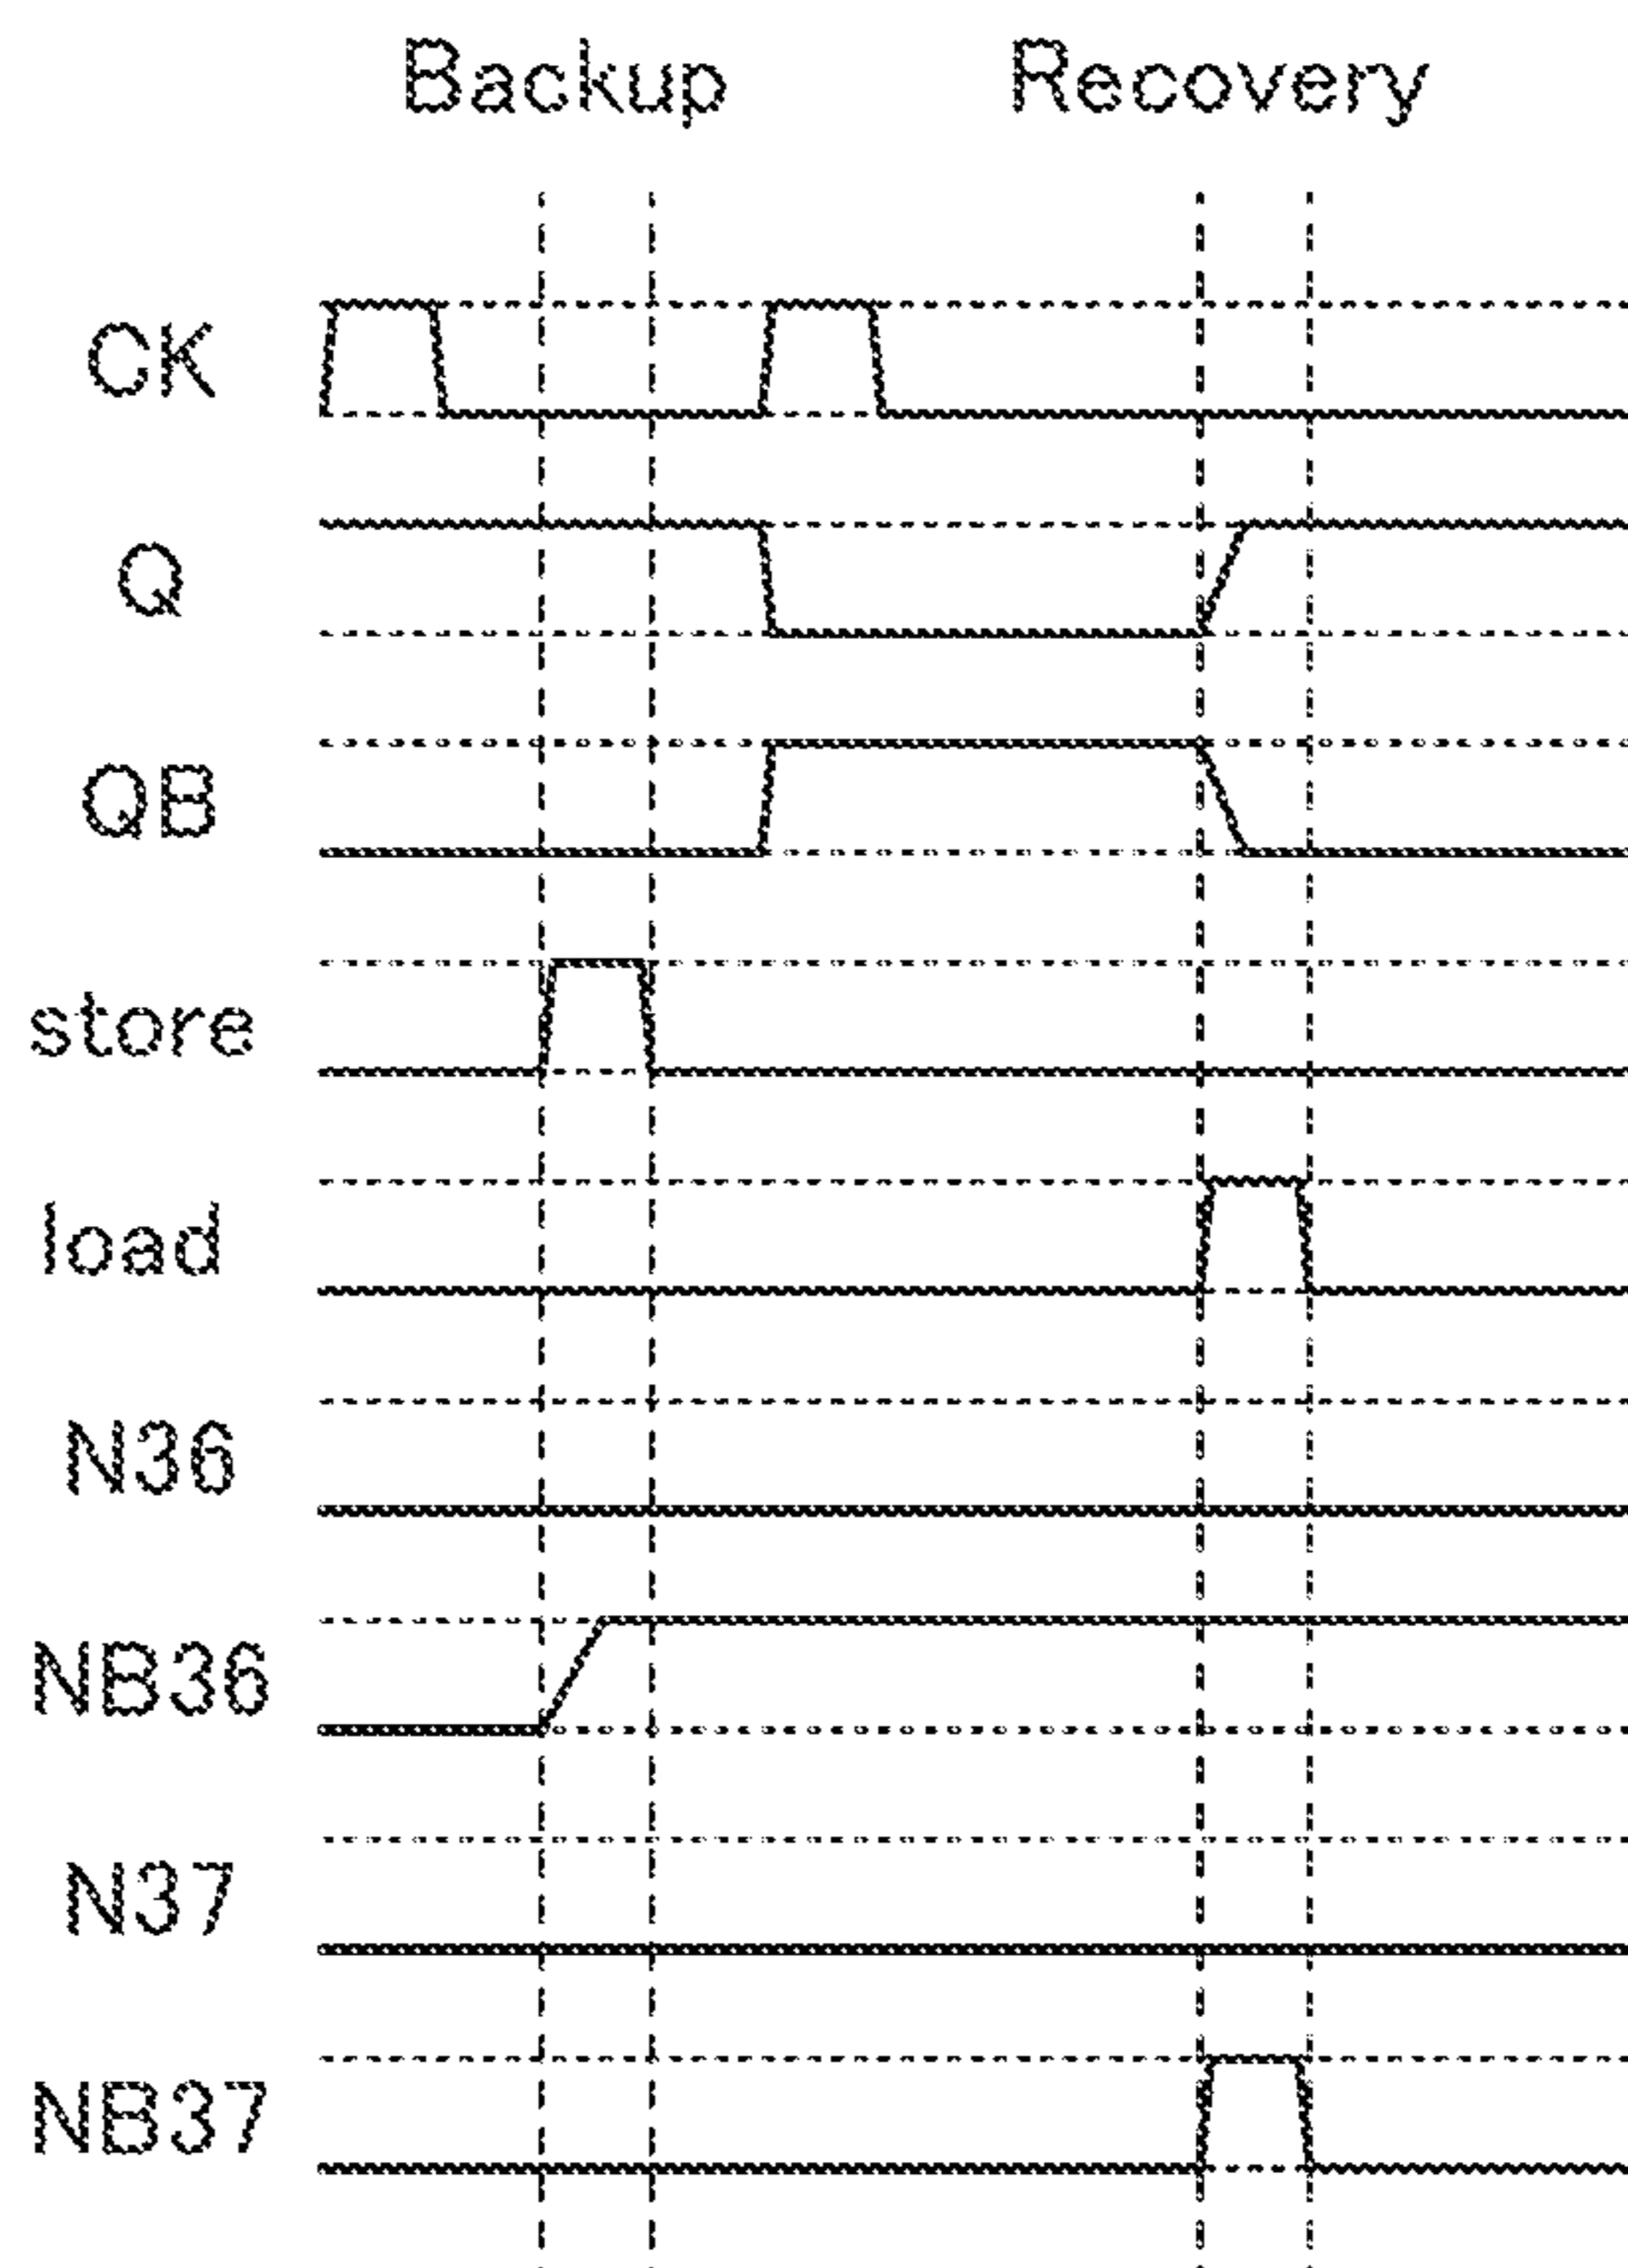 Backup Recovery
CK
Q
QB
store
load
N36
NB36
N37
NB37